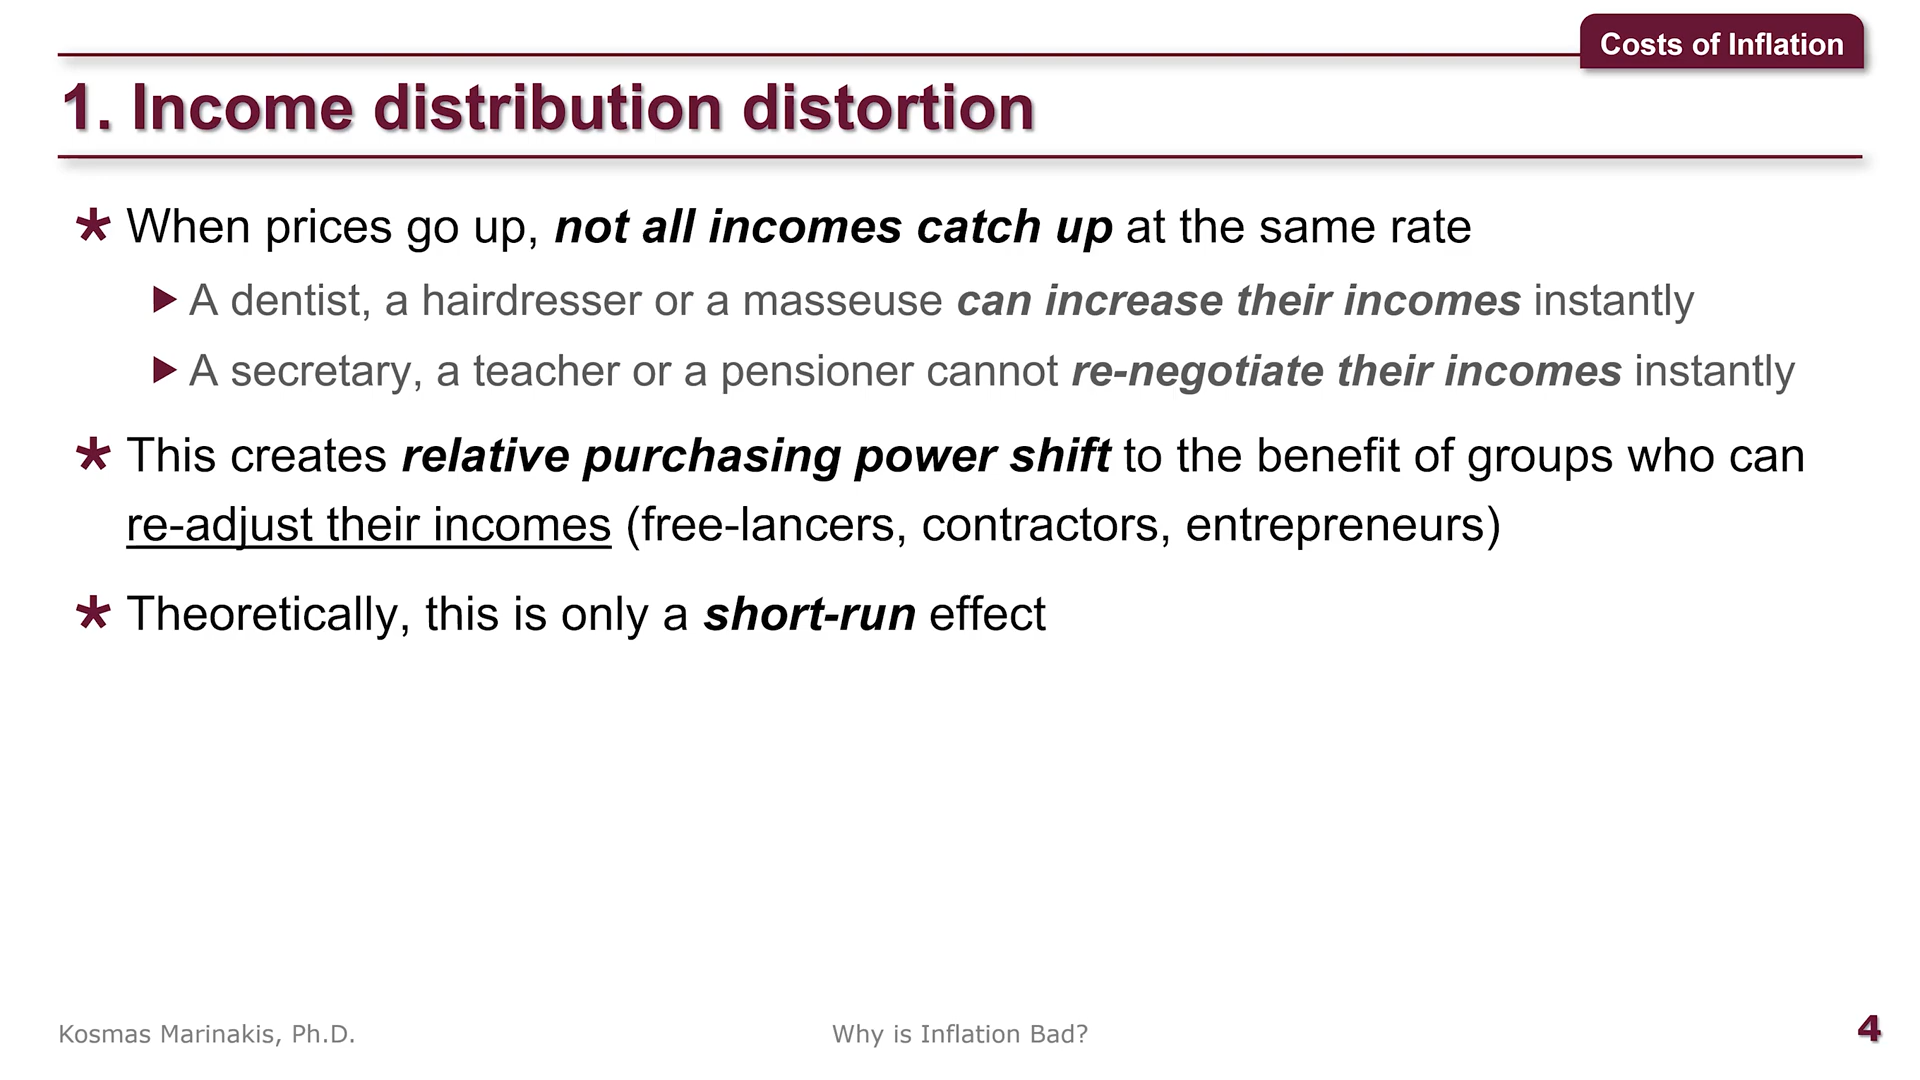 Costs of Inflation
1. Income distribution distortion
* When prices go up, not all incomes catch up at the same rate
▶ A dentist, a hairdresser or a masseuse can increase their incomes instantly
▶ A secretary, a teacher or a pensioner cannot re-negotiate their incomes instantly
* This creates relative purchasing power shift to the benefit of groups who can
re-adjust their incomes (free-lancers, contractors, entrepreneurs)
* Theoretically, this is only a short-run effect
Kosmas Marinakis, Ph.D.
Why is Inflation Bad?
4